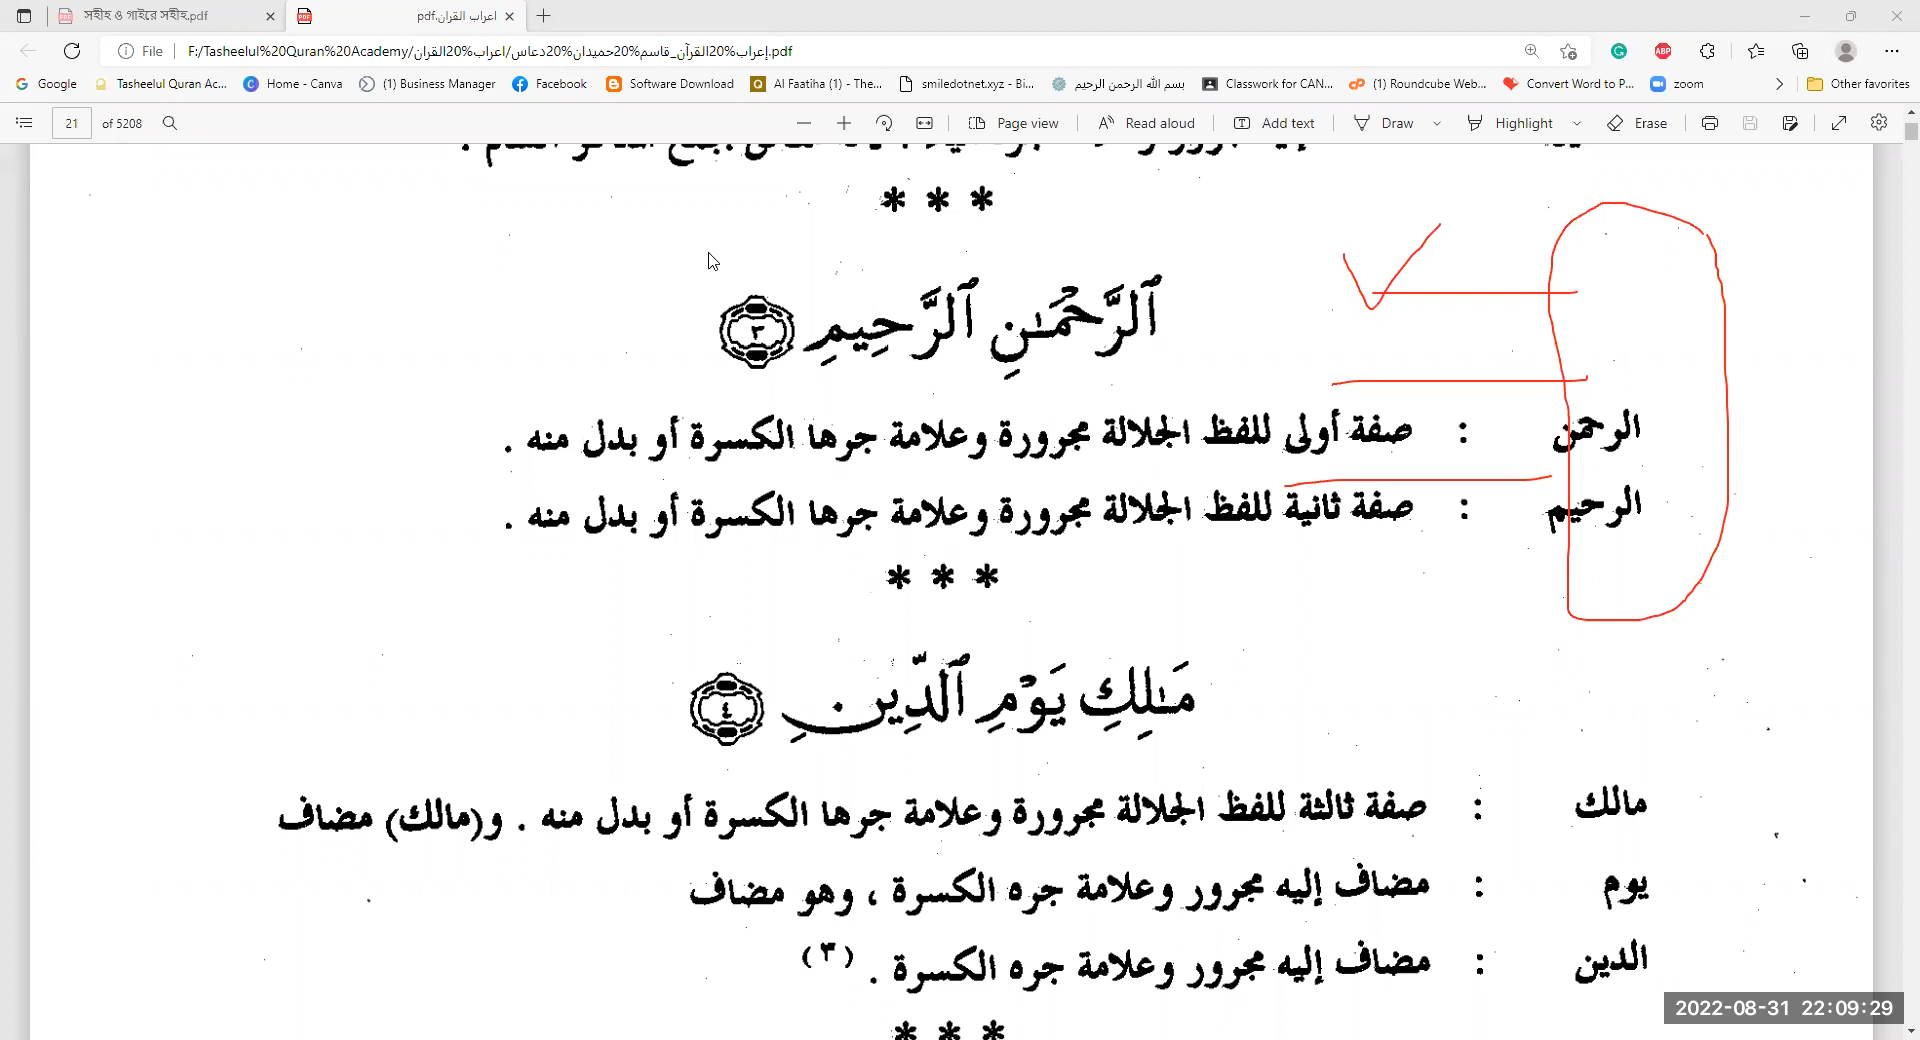 সহীহ ও গাইরে সহীহ.pdf
اعراب القران.pdf
File F:/Tasheelul%20Quran%20Academy/إعراب%20القرآن_قاسم%20حميدان%20دعاس/اعراب%20القران.pdf
Google Tasheelul Quran Ac... Home - Canva (1) Business Manager Facebook Software Download Al Faatiha (1) - The... smiledotnet.xyz - Bi... بسم الله الرحمن الرحيم Classwork for CAN... (1) Roundcube Web... Convert Word to P... zoom Other favorites
21 of 5208 Page view Read aloud Add text Draw Highlight Erase
* * *
ٱلرَّحْمَـٰنِ ٱلرَّحِيمِ ٣
الرحمن : صفة أولى للفظ الجلالة مجرورة وعلامة جرها الكسرة أو بدل منه .
الرحيم : صفة ثانية للفظ الجلالة مجرورة وعلامة جرها الكسرة أو بدل منه .
* * *
مَـٰلِكِ يَوْمِ ٱلدِّينِ ٤
مالك : صفة ثالثة للفظ الجلالة مجرورة وعلامة جرها الكسرة أو بدل منه . و(مالك) مضاف
يوم : مضاف إليه مجرور وعلامة جره الكسرة ، وهو مضاف
الدين : مضاف إليه مجرور وعلامة جره الكسرة . (٣)
* * *
2022-08-31 22:09:29